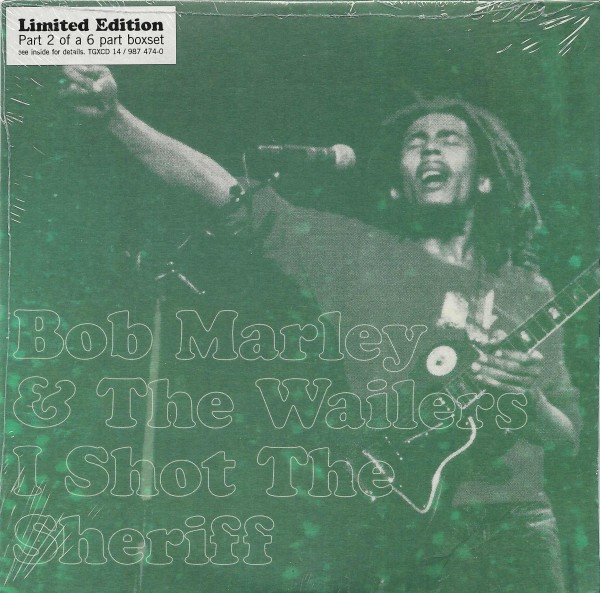 Limited Edition
Part 2 of a 6 part boxset
see inside for details. TGXCD 14 / 987 474-0
Bob Marley
& The Wailers
I Shot The
Sheriff